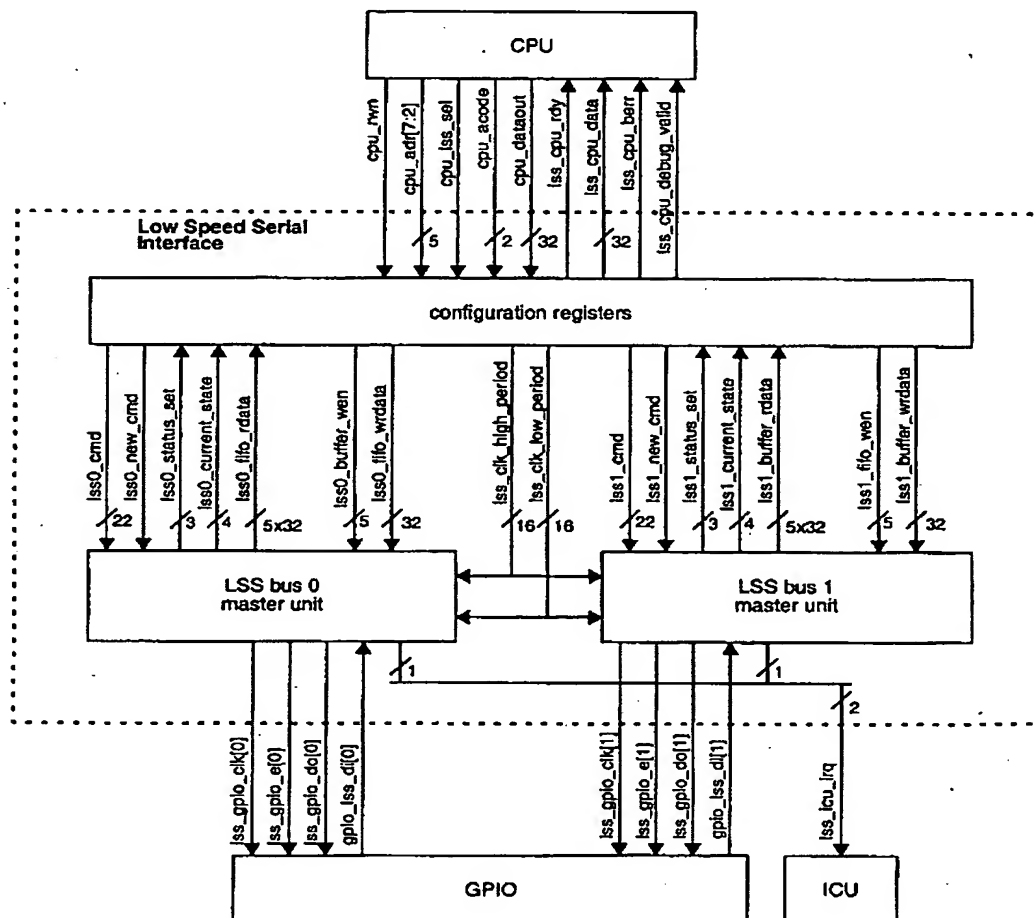 CPU
cpu_rwn
cpu_adr[7:2]
cpu_lss_sel
cpu_acode
cpu_dataout
lss_cpu_rdy
lss_cpu_data
lss_cpu_berr
lss_cpu_debug_valid
Low Speed Serial
Interface
5
2
32
32
configuration registers
lss0_cmd
lss0_new_cmd
lss0_status_set
lss0_current_state
lss0_fifo_rdata
lss0_buffer_wen
lss0_fifo_wrdata
lss_clk_high_period
lss_clk_low_period
lss1_cmd
lss1_new_cmd
lss1_status_set
lss1_current_state
lss1_buffer_rdata
lss1_fifo_wen
lss1_buffer_wrdata
22
3
4
5x32
5
32
16
16
22
3
4
5x32
5
32
LSS bus 0
master unit
LSS bus 1
master unit
1
1
2
lss_gpio_clk[0]
lss_gpio_e[0]
lss_gpio_do[0]
gpio_lss_di[0]
lss_gpio_clk[1]
lss_gpio_e[1]
lss_gpio_do[1]
gpio_lss_di[1]
lss_icu_irq
GPIO
ICU